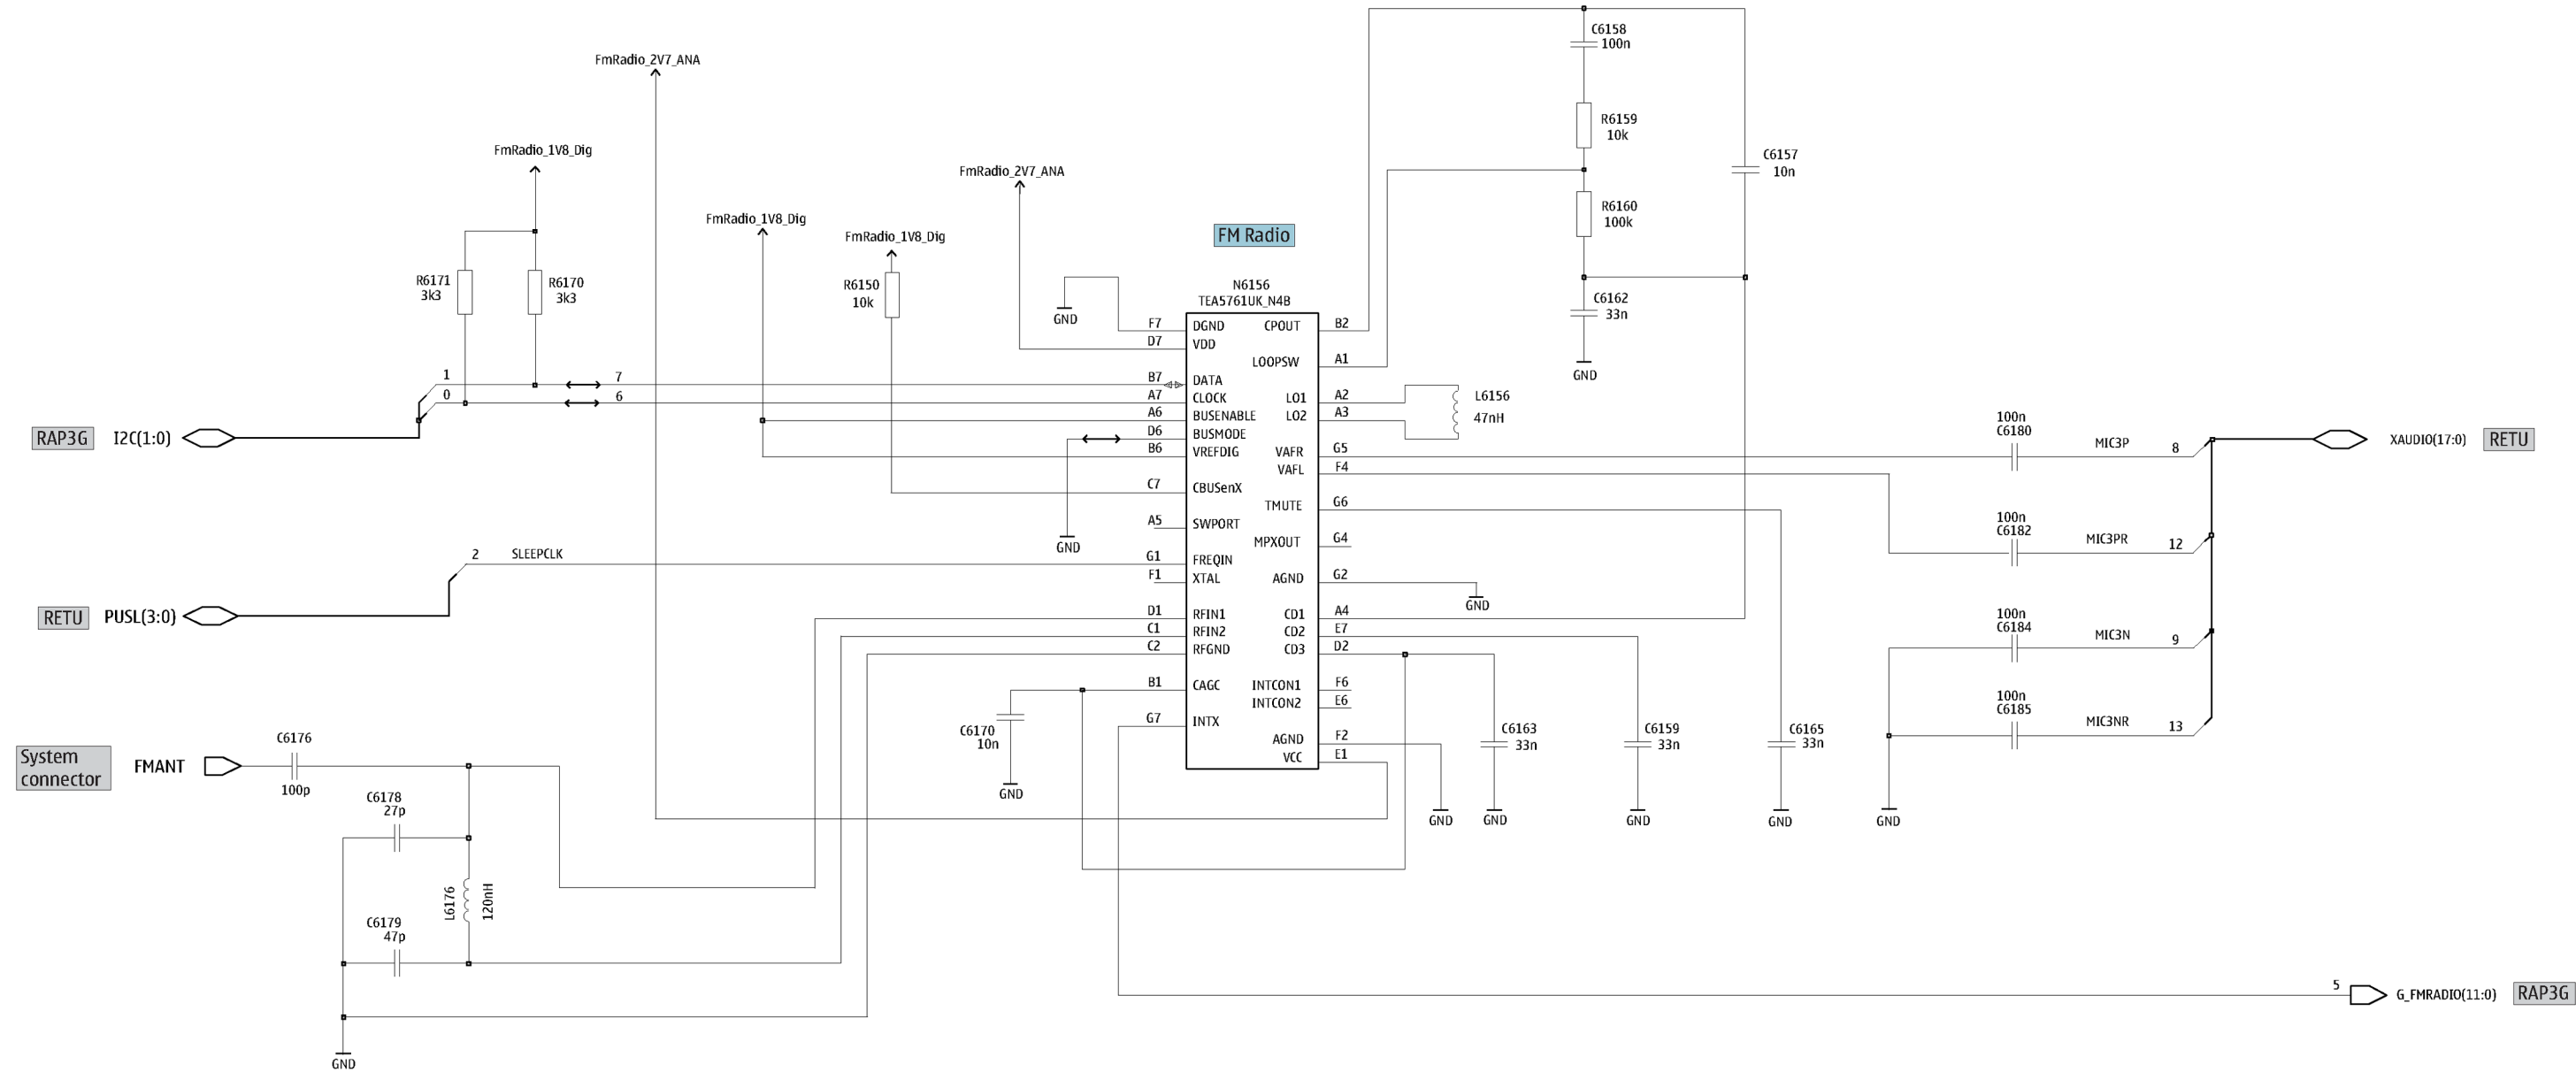 C6158
100n
FmRadio_2V7_ANA
R6159
10k
FmRadio_1V8_Dig
C6157
10n
FmRadio_2V7_ANA
R6160
100k
FmRadio_1V8_Dig
FmRadio_1V8_Dig
FM Radio
R6171
3k3
R6170
3k3
R6150
10k
N6156
TEA5761UK_N4B
C6162
33n
GND
GND
F7 DGND CPOUT B2
D7 VDD
LOOPSW A1
1 7 B7 DATA
0 6 A7 CLOCK LO1 A2
A6 BUSENABLE LO2 A3
L6156
47nH
D6 BUSMODE
B6 VREFDIG VAFR G5
VAFL F4
C7 CBUSenX
TMUTE G6
A5 SWPORT
MPXOUT G4
GND
RAP3G I2C(1:0)
100n
C6180
MIC3P 8
XAUDIO(17:0) RETU
100n
C6182
MIC3PR 12
2 SLEEPCLK G1 FREQIN
F1 XTAL AGND G2
GND
RETU PUSL(3:0)
D1 RFIN1 CD1 A4
C1 RFIN2 CD2 E7
C2 RFGND CD3 D2
100n
C6184
MIC3N 9
B1 CAGC INTCON1 F6
INTCON2 E6
G7 INTX
AGND F2
VCC E1
100n
C6185
MIC3NR 13
C6170
10n
GND
C6163
33n
C6159
33n
C6165
33n
GND
GND
GND
GND
GND
System
connector
FMANT
C6176
100p
C6178
27p
L6176
120nH
C6179
47p
GND
5 G_FMRADIO(11:0) RAP3G